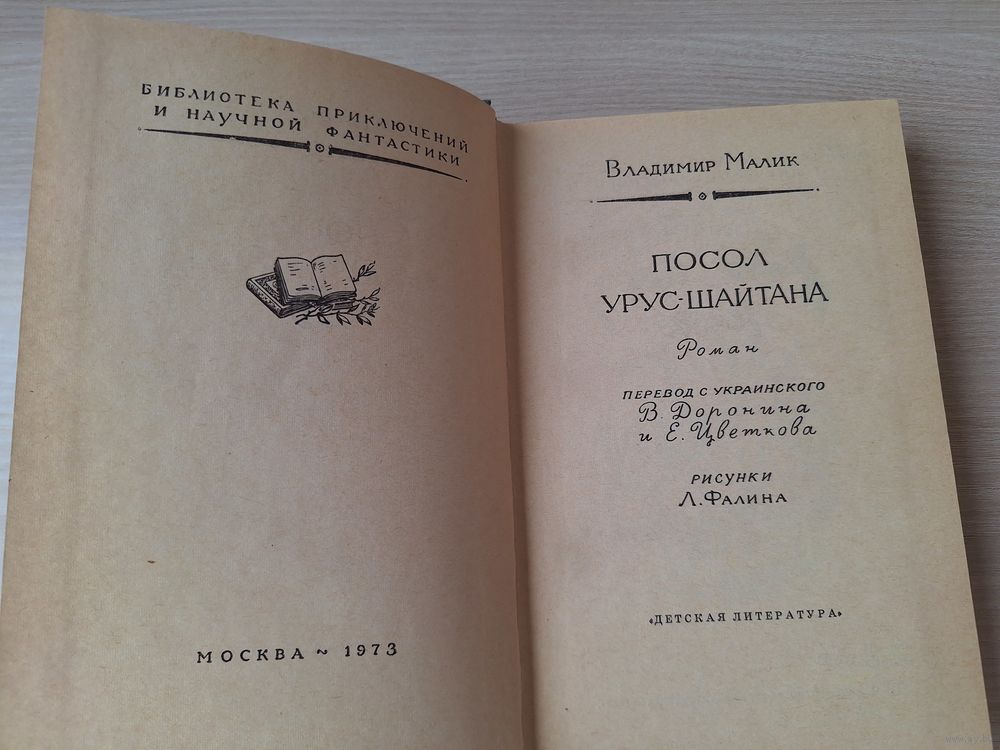 БИБЛИОТЕКА ПРИКЛЮЧЕНИЙ
И НАУЧНОЙ ФАНТАСТИКИ
МОСКВА ~ 1973
ВЛАДИМИР МАЛИК
ПОСОЛ
УРУС-ШАЙТАНА
Роман
ПЕРЕВОД С УКРАИНСКОГО
В. Доронина
и Е. Цветкова
РИСУНКИ
Л. ФАЛИНА
«ДЕТСКАЯ ЛИТЕРАТУРА»